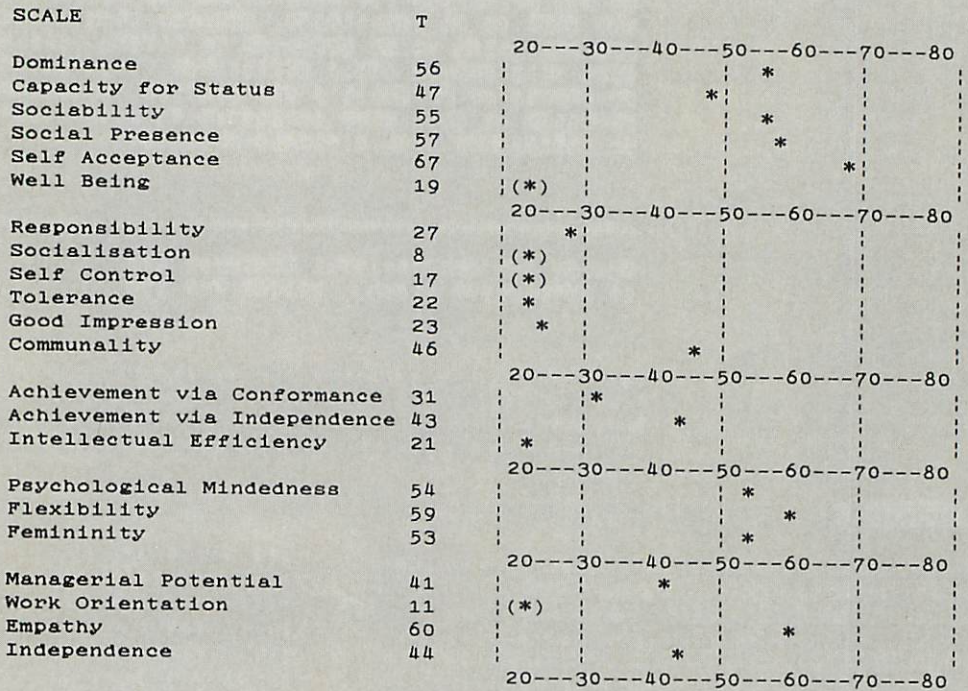 SCALE T
20---30---40---50---60---70---80
Dominance 56 *
Capacity for Status 47 *
Sociability 55 *
Social Presence 57 *
Self Acceptance 67 *
Well Being 19 (*)
20---30---40---50---60---70---80
Responsibility 27 *
Socialisation 8 (*)
Self Control 17 (*)
Tolerance 22 *
Good Impression 23 *
Communality 46 *
20---30---40---50---60---70---80
Achievement via Conformance 31 *
Achievement via Independence 43 *
Intellectual Efficiency 21 *
20---30---40---50---60---70---80
Psychological Mindedness 54 *
Flexibility 59 *
Femininity 53 *
20---30---40---50---60---70---80
Managerial Potential 41 *
Work Orientation 11 (*)
Empathy 60 *
Independence 44 *
20---30---40---50---60---70---80